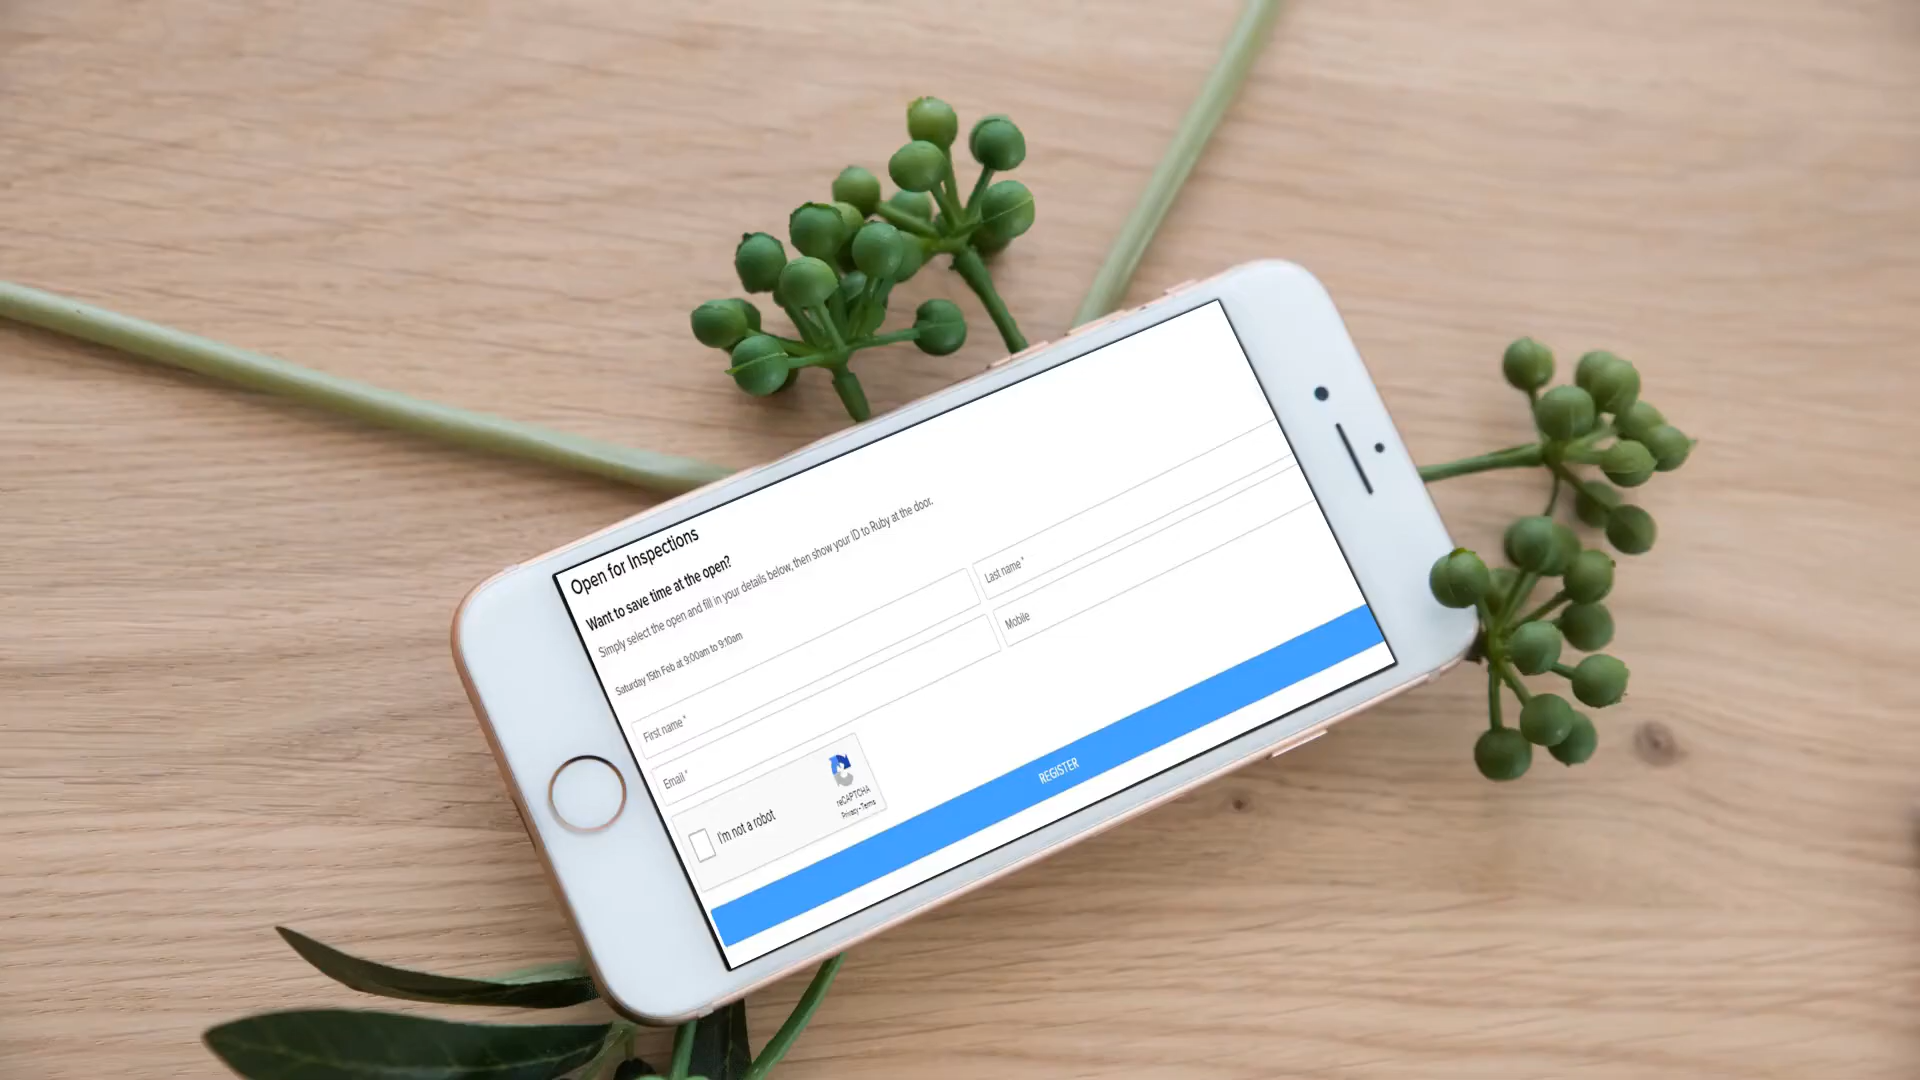 Open for Inspections
Want to save time at the open?
Simply select the open and fill in your details below, then show your ID to Ruby at the door.
Saturday 15th Feb at 9:00am to 9:10am
First name *
Last name *
Email *
Mobile
I'm not a robot
reCAPTCHA
Privacy - Terms
REGISTER